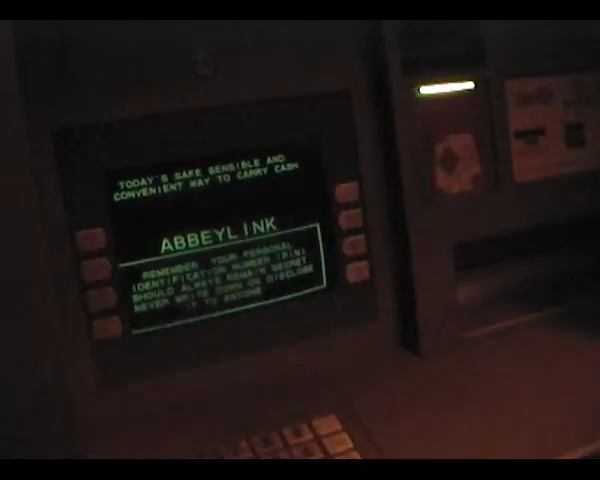 TODAY'S SAFE SENSIBLE AND
CONVENIENT WAY TO CARRY CASH
ABBEYLINK
REMEMBER YOUR PERSONAL
IDENTIFICATION NUMBER (PIN)
SHOULD ALWAYS REMAIN SECRET
NEVER WRITE DOWN OR DISCLOSE
IT TO ANYONE